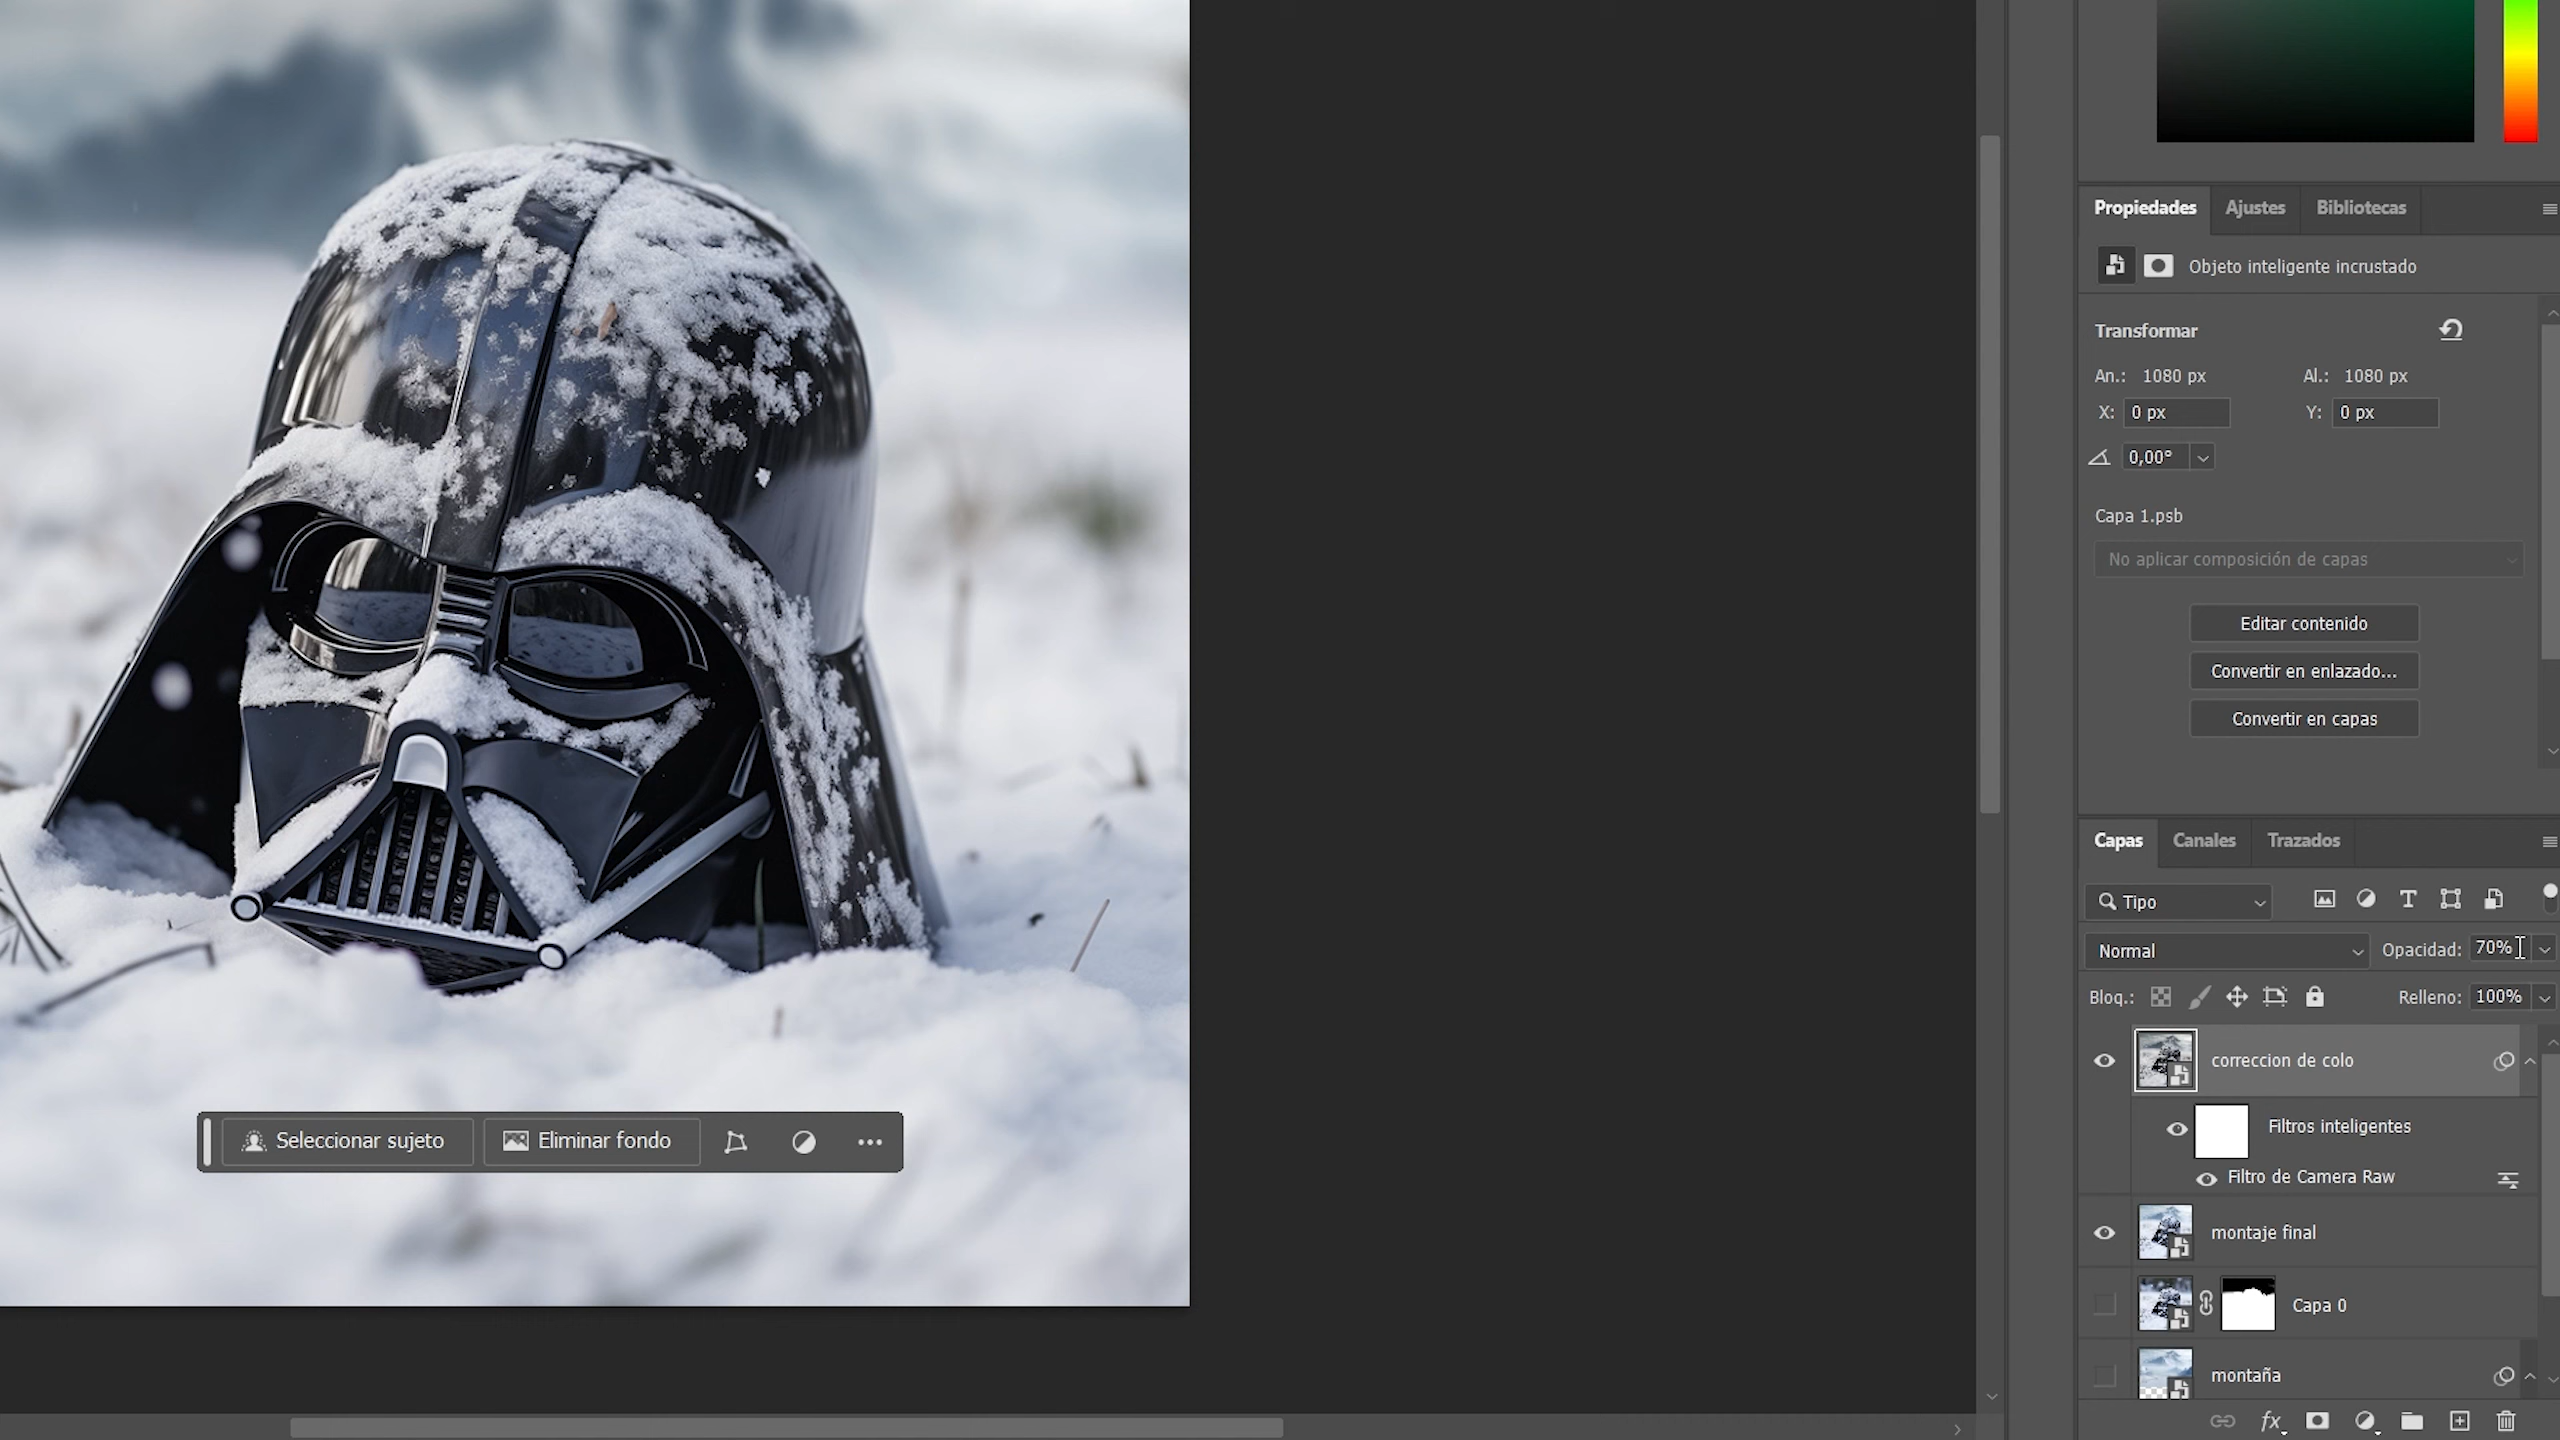 Propiedades Ajustes Bibliotecas
Objeto inteligente incrustado
Transformar
An.: 1080 px Al.: 1080 px
X: 0 px Y: 0 px
0,00°
Capa 1.psb
No aplicar composición de capas
Editar contenido
Convertir en enlazado...
Convertir en capas
Capas Canales Trazados
Tipo
Normal Opacidad: 70%
Bloq.: Relleno: 100%
correccion de colo
Filtros inteligentes
Filtro de Camera Raw
montaje final
Capa 0
montaña
fx
Seleccionar sujeto Eliminar fondo